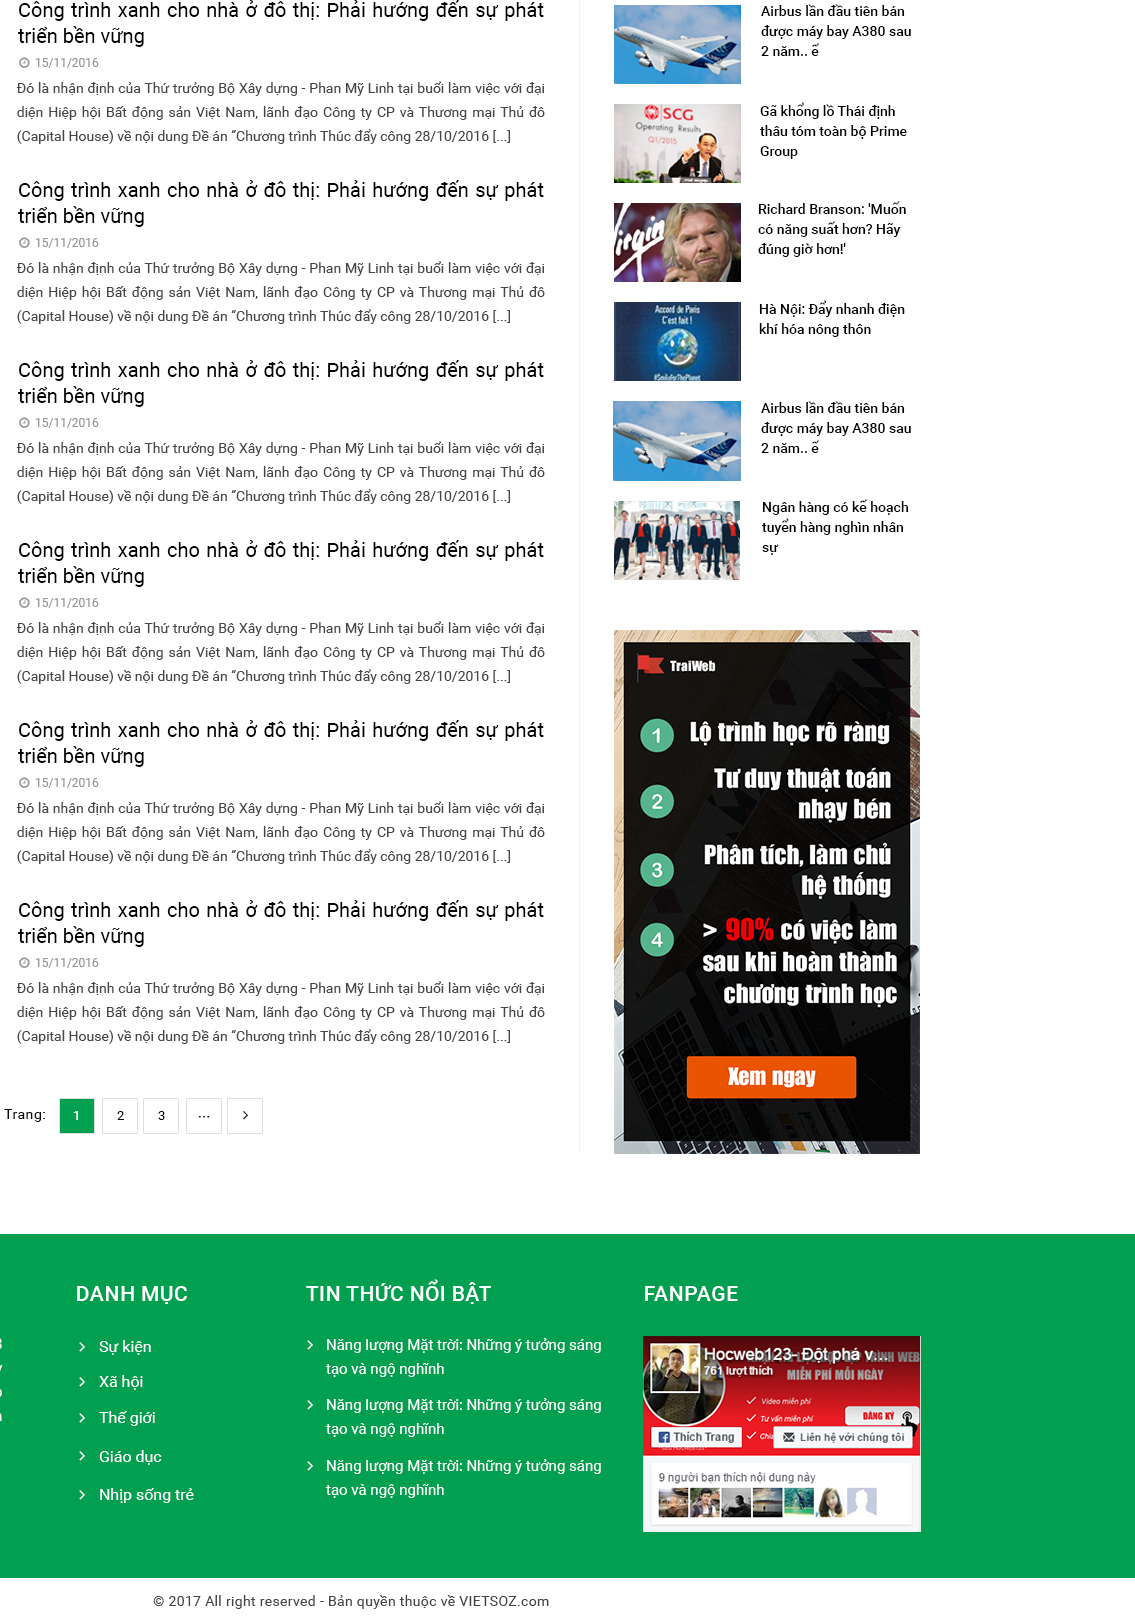 Công trình xanh cho nhà ở đô thị: Phải hướng đến sự phát
triển bền vững
15/11/2016
Đó là nhận định của Thứ trưởng Bộ Xây dựng - Phan Mỹ Linh tại buổi làm việc với đại
diện Hiệp hội Bất động sản Việt Nam, lãnh đạo Công ty CP và Thương mại Thủ đô
(Capital House) về nội dung Đề án “Chương trình Thúc đẩy công 28/10/2016 [...]
Công trình xanh cho nhà ở đô thị: Phải hướng đến sự phát
triển bền vững
15/11/2016
Đó là nhận định của Thứ trưởng Bộ Xây dựng - Phan Mỹ Linh tại buổi làm việc với đại
diện Hiệp hội Bất động sản Việt Nam, lãnh đạo Công ty CP và Thương mại Thủ đô
(Capital House) về nội dung Đề án “Chương trình Thúc đẩy công 28/10/2016 [...]
Công trình xanh cho nhà ở đô thị: Phải hướng đến sự phát
triển bền vững
15/11/2016
Đó là nhận định của Thứ trưởng Bộ Xây dựng - Phan Mỹ Linh tại buổi làm việc với đại
diện Hiệp hội Bất động sản Việt Nam, lãnh đạo Công ty CP và Thương mại Thủ đô
(Capital House) về nội dung Đề án “Chương trình Thúc đẩy công 28/10/2016 [...]
Công trình xanh cho nhà ở đô thị: Phải hướng đến sự phát
triển bền vững
15/11/2016
Đó là nhận định của Thứ trưởng Bộ Xây dựng - Phan Mỹ Linh tại buổi làm việc với đại
diện Hiệp hội Bất động sản Việt Nam, lãnh đạo Công ty CP và Thương mại Thủ đô
(Capital House) về nội dung Đề án “Chương trình Thúc đẩy công 28/10/2016 [...]
Công trình xanh cho nhà ở đô thị: Phải hướng đến sự phát
triển bền vững
15/11/2016
Đó là nhận định của Thứ trưởng Bộ Xây dựng - Phan Mỹ Linh tại buổi làm việc với đại
diện Hiệp hội Bất động sản Việt Nam, lãnh đạo Công ty CP và Thương mại Thủ đô
(Capital House) về nội dung Đề án “Chương trình Thúc đẩy công 28/10/2016 [...]
Công trình xanh cho nhà ở đô thị: Phải hướng đến sự phát
triển bền vững
15/11/2016
Đó là nhận định của Thứ trưởng Bộ Xây dựng - Phan Mỹ Linh tại buổi làm việc với đại
diện Hiệp hội Bất động sản Việt Nam, lãnh đạo Công ty CP và Thương mại Thủ đô
(Capital House) về nội dung Đề án “Chương trình Thúc đẩy công 28/10/2016 [...]
Trang: 1 2 3 ...
Airbus lần đầu tiên bán
được máy bay A380 sau
2 năm.. ế
SCG
Operating Results
Q1/2015
Gã khổng lồ Thái định
thâu tóm toàn bộ Prime
Group
Virgin
Richard Branson: 'Muốn
có năng suất hơn? Hãy
đúng giờ hơn!'
Accord de Paris
C'est fait !
#SmileForThePlanet
Hà Nội: Đẩy nhanh điện
khí hóa nông thôn
Airbus lần đầu tiên bán
được máy bay A380 sau
2 năm.. ế
Ngân hàng có kế hoạch
tuyển hàng nghìn nhân
sự
TraiWeb
1 Lộ trình học rõ ràng
2 Tư duy thuật toán
nhạy bén
3 Phân tích, làm chủ
hệ thống
4 > 90% có việc làm
sau khi hoàn thành
chương trình học
Xem ngay
DANH MỤC
Sự kiện
Xã hội
Thế giới
Giáo dục
Nhịp sống trẻ
TIN THỨC NỔI BẬT
Năng lượng Mặt trời: Những ý tưởng sáng
tạo và ngộ nghĩnh
Năng lượng Mặt trời: Những ý tưởng sáng
tạo và ngộ nghĩnh
Năng lượng Mặt trời: Những ý tưởng sáng
tạo và ngộ nghĩnh
FANPAGE
Hocweb123- Đột phá v...
761 lượt thích
MIỄN PHÍ MỖI NGÀY
Video miễn phí
Tư vấn miễn phí
ĐĂNG KÝ
Thích Trang
Liên hệ với chúng tôi
9 người bạn thích nội dung này
© 2017 All right reserved - Bản quyền thuộc về VIETSOZ.com